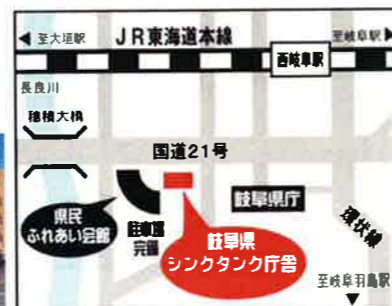 至大垣駅
JR東海道本線
至岐阜駅
西岐阜駅
長良川
穂積大橋
国道21号
県民
ふれあい会館
駐車場
完備
岐阜県庁
岐阜県
シンクタンク庁舎
環状線
至岐阜羽島駅